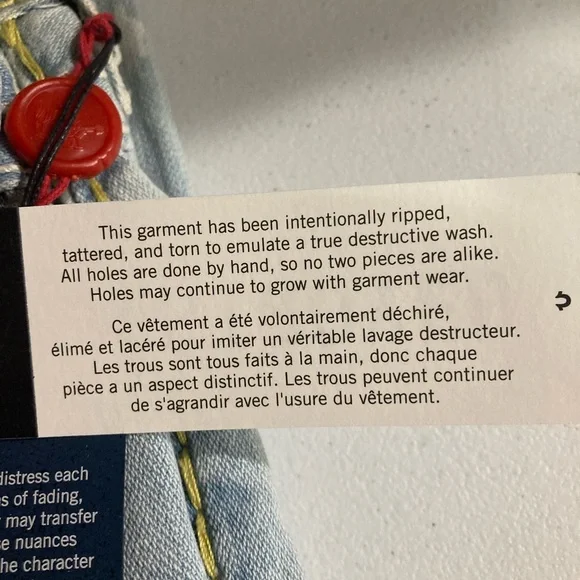 This garment has been intentionally ripped,
tattered, and torn to emulate a true destructive wash.
All holes are done by hand, so no two pieces are alike.
Holes may continue to grow with garment wear.
Ce vêtement a été volontairement déchiré,
élimé et lacéré pour imiter un véritable lavage destructeur.
Les trous sont tous faits à la main, donc chaque
pièce a un aspect distinctif. Les trous peuvent continuer
de s'agrandir avec l'usure du vêtement.
distress each
of fading,
may transfer
nuances
the character